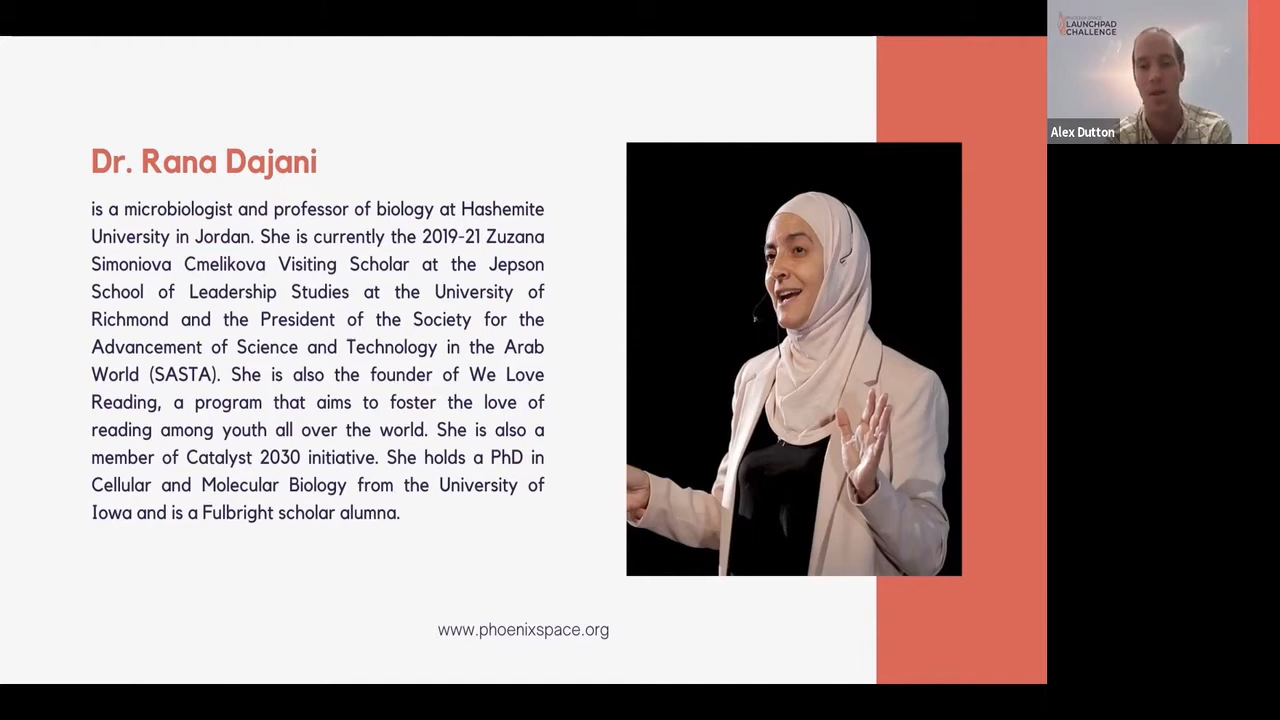 Dr. Rana Dajani
is a microbiologist and professor of biology at Hashemite
University in Jordan. She is currently the 2019-21 Zuzana
Simoniova Cmelikova Visiting Scholar at the Jepson
School of Leadership Studies at the University of
Richmond and the President of the Society for the
Advancement of Science and Technology in the Arab
World (SASTA). She is also the founder of We Love
Reading, a program that aims to foster the love of
reading among youth all over the world. She is also a
member of Catalyst 2030 initiative. She holds a PhD in
Cellular and Molecular Biology from the University of
Iowa and is a Fulbright scholar alumna.
www.phoenixspace.org
PHOENIX SPACE
LAUNCHPAD
CHALLENGE
Alex Dutton